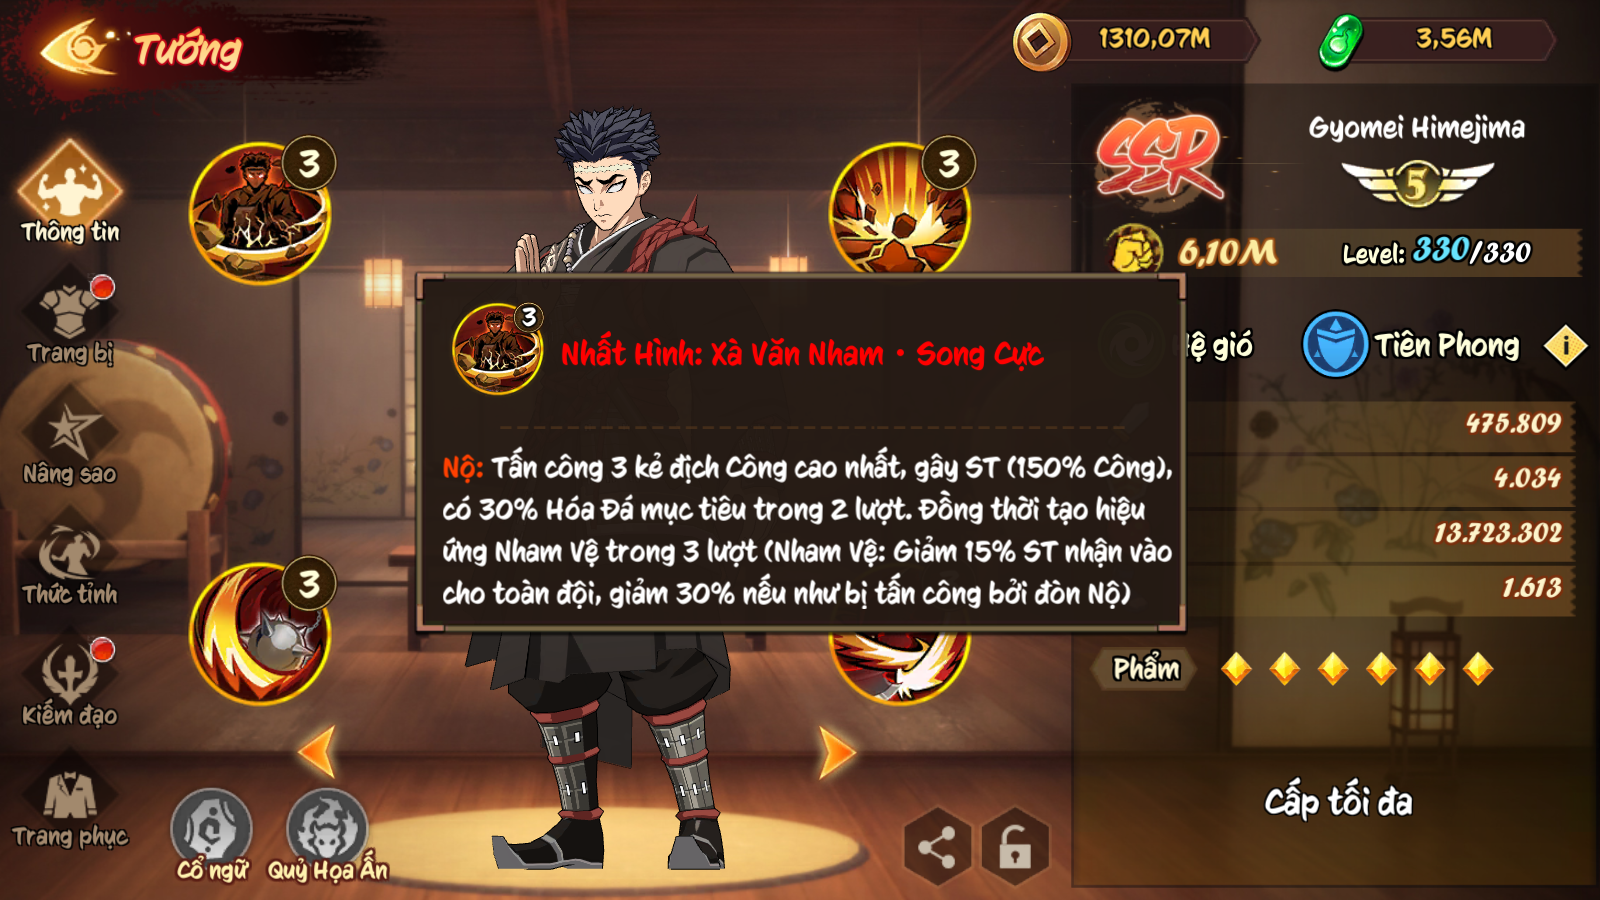 Tướng
1310,07M
3,56M
Thông tin
Trang bị
Nâng sao
Thức tỉnh
Kiếm đạo
Trang phục
3
3
3
SSR
Gyomei Himejima
5
6,10M
Level: 330/330
Hệ gió
Tiên Phong
i
475.809
4.034
13.723.302
1.613
3
Nhất Hình: Xà Văn Nham · Song Cực
Nộ: Tấn công 3 kẻ địch Công cao nhất, gây ST (150% Công),
có 30% Hóa Đá mục tiêu trong 2 lượt. Đồng thời tạo hiệu
ứng Nham Vệ trong 3 lượt (Nham Vệ: Giảm 15% ST nhận vào
cho toàn đội, giảm 30% nếu như bị tấn công bởi đòn Nộ)
Phẩm
Cấp tối đa
Cổ ngữ
Quỷ Họa Ấn